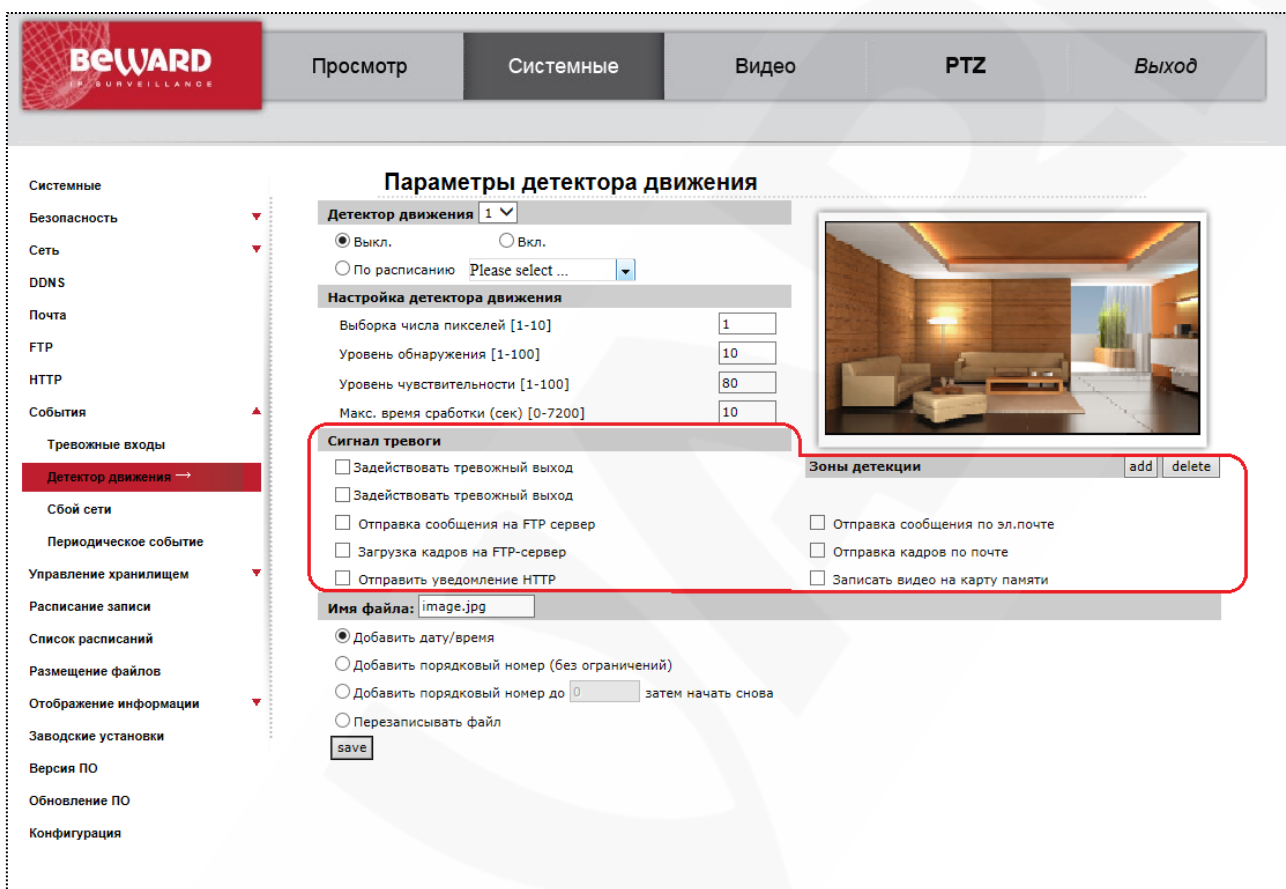 BEWARD
IP SURVEILLANCE
Просмотр
Системные
Видео
PTZ
Выход
Системные
Безопасность
Сеть
DDNS
Почта
FTP
HTTP
События
Тревожные входы
Детектор движения →
Сбой сети
Периодическое событие
Управление хранилищем
Расписание записи
Список расписаний
Размещение файлов
Отображение информации
Заводские установки
Версия ПО
Обновление ПО
Конфигурация
Параметры детектора движения
Детектор движения 1
Выкл. Вкл.
По расписанию Please select ...
Настройка детектора движения
Выборка числа пикселей [1-10] 1
Уровень обнаружения [1-100] 10
Уровень чувствительности [1-100] 80
Макс. время сработки (сек) [0-7200] 10
Сигнал тревоги
Задействовать тревожный выход
Зоны детекции add delete
Задействовать тревожный выход
Отправка сообщения на FTP сервер Отправка сообщения по эл.почте
Загрузка кадров на FTP-сервер Отправка кадров по почте
Отправить уведомление HTTP Записать видео на карту памяти
Имя файла: image.jpg
Добавить дату/время
Добавить порядковый номер (без ограничений)
Добавить порядковый номер до 0 затем начать снова
Перезаписывать файл
save